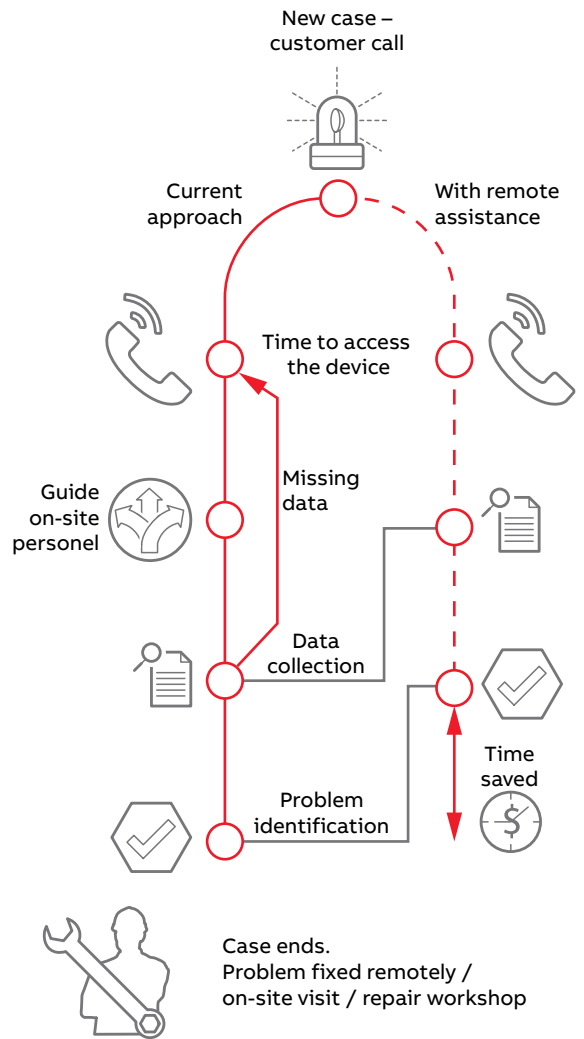 New case –
customer call
Current
approach
With remote
assistance
Time to access
the device
Guide
on-site
personel
Missing
data
Data
collection
Time
saved
$
Problem
identification
Case ends.
Problem fixed remotely /
on-site visit / repair workshop